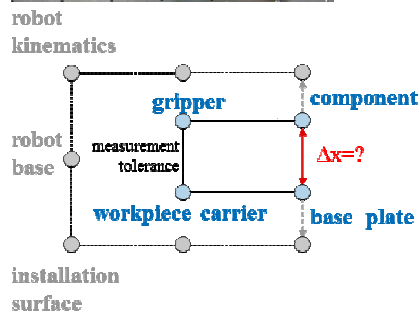 robot
kinematics
gripper
component
robot
base
measurement
tolerance
Δx=?
workpiece carrier
base plate
installation
surface